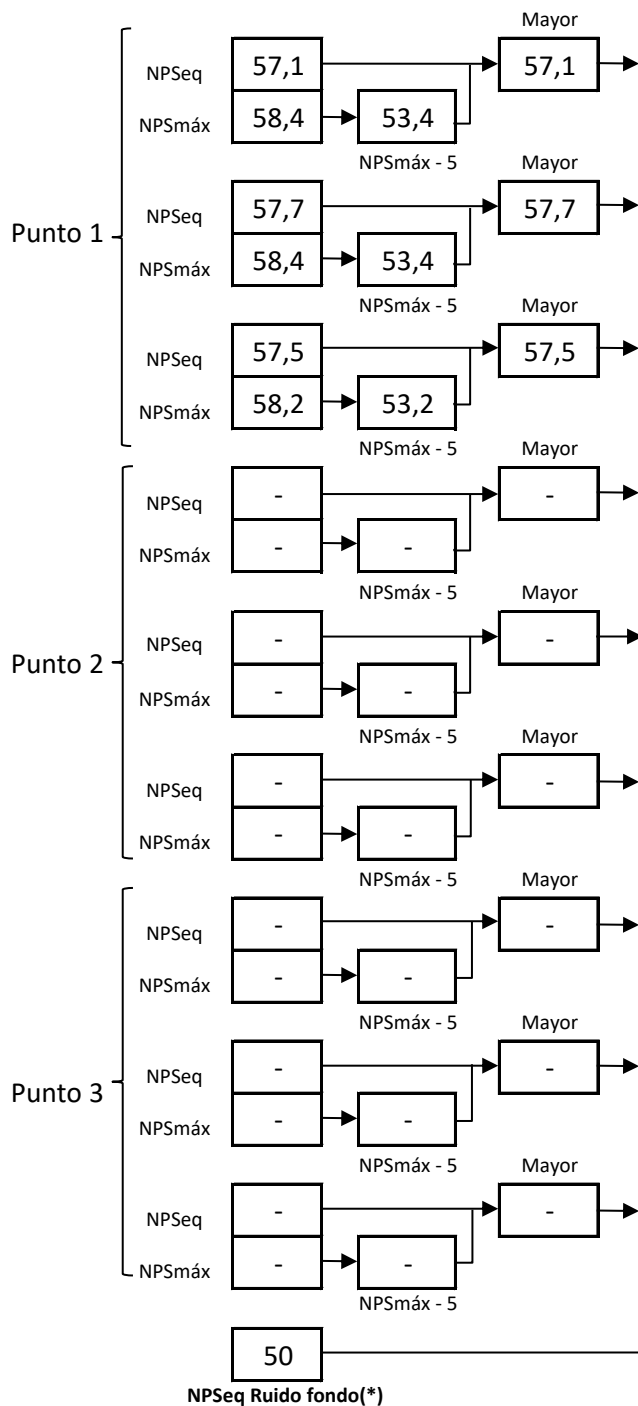 Mayor
NPSeq 57,1 57,1
NPSmáx 58,4 53,4
NPSmáx - 5 Mayor
Punto 1
NPSeq 57,7 57,7
NPSmáx 58,4 53,4
NPSmáx - 5 Mayor
NPSeq 57,5 57,5
NPSmáx 58,2 53,2
NPSmáx - 5 Mayor
NPSeq - -
NPSmáx - -
NPSmáx - 5 Mayor
Punto 2
NPSeq - -
NPSmáx - -
NPSmáx - 5 Mayor
NPSeq - -
NPSmáx - -
NPSmáx - 5 Mayor
NPSeq - -
NPSmáx - -
NPSmáx - 5 Mayor
Punto 3
NPSeq - -
NPSmáx - -
NPSmáx - 5 Mayor
NPSeq - -
NPSmáx - -
NPSmáx - 5
50
NPSeq Ruido fondo(*)